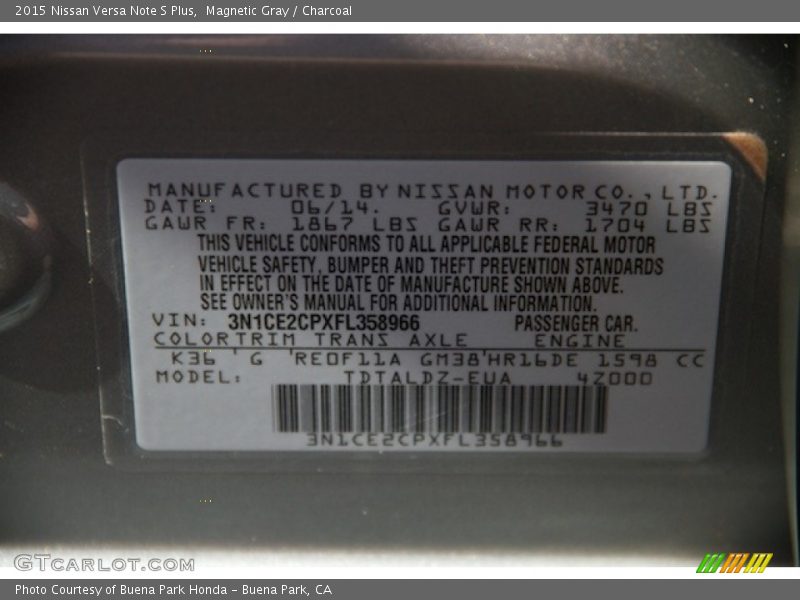 2015 Nissan Versa Note S Plus, Magnetic Gray / Charcoal
MANUFACTURED BY NISSAN MOTOR CO., LTD.
DATE: 06/14. GVWR: 3470 LBS
GAWR FR: 1867 LBS GAWR RR: 1704 LBS
THIS VEHICLE CONFORMS TO ALL APPLICABLE FEDERAL MOTOR
VEHICLE SAFETY, BUMPER AND THEFT PREVENTION STANDARDS
IN EFFECT ON THE DATE OF MANUFACTURE SHOWN ABOVE.
SEE OWNER'S MANUAL FOR ADDITIONAL INFORMATION.
VIN: 3N1CE2CPXFL358966 PASSENGER CAR.
COLORTRIM TRANS AXLE ENGINE
K36 'G 'RE0F11A GM38'HR16DE 1598 CC
MODEL: TDTALDZ-EUA 4Z000
3N1CE2CPXFL358966
GTCARLOT.COM
Photo Courtesy of Buena Park Honda - Buena Park, CA